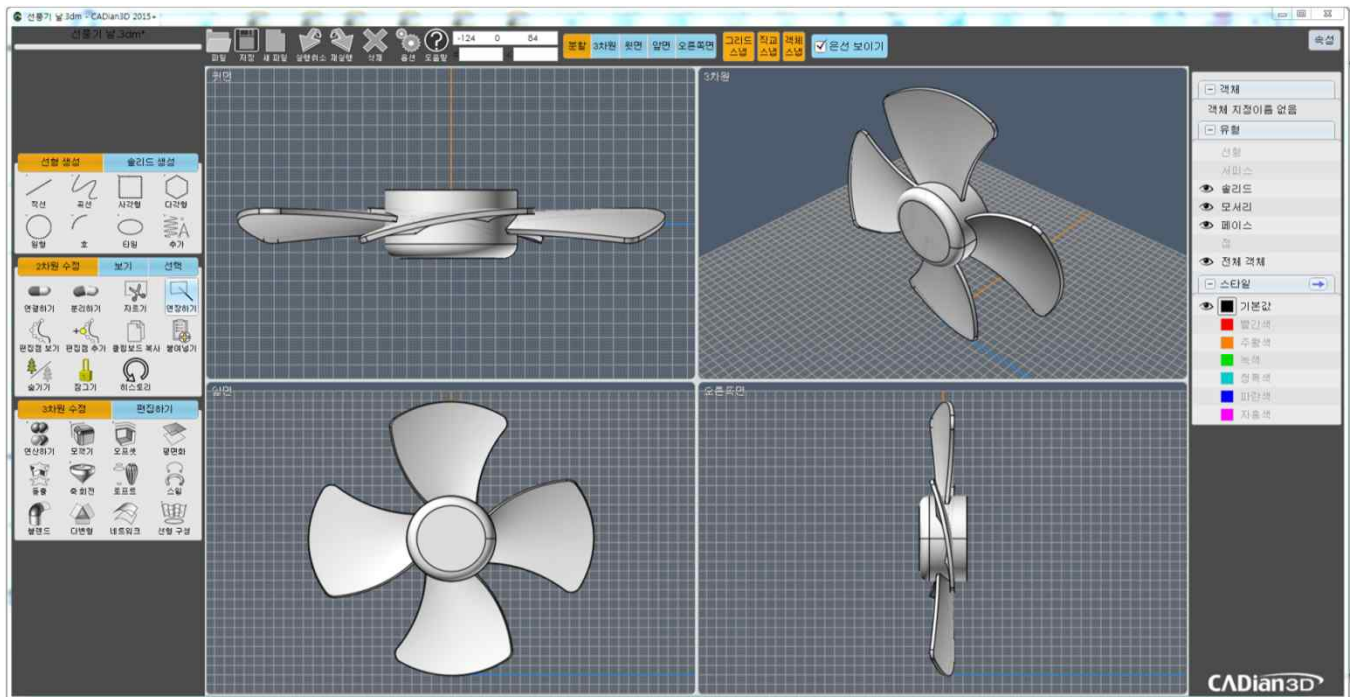 선풍기 날.3dm - CADian3D 2015+
선풍기 날.3dm*
파일 저장 새 파일 실행취소 재실행 삭제 옵션 도움말
-124 0 84
분할 3차원 윗면 앞면 오른쪽면
그리드 스냅 직교 스냅 객체 스냅
은선 보이기
속성
윗면
3차원
앞면
오른쪽면
선형 생성 솔리드 생성
직선 곡선 사각형 다각형
원형 호 타원 추가
2차원 수정 보기 선택
연결하기 분리하기 자르기 연장하기
편집점 보기 편집점 추가 클립보드 복사 붙여넣기
숨기기 잠그기 히스토리
3차원 수정 편집하기
연산하기 모깎기 오프셋 평면화
돌출 축 회전 로프트 스윕
블렌드 다변형 네트워크 선형 구성
객체
객체 지정이름 없음
유형
선형
서피스
솔리드
모서리
페이스
점
전체 객체
스타일
기본값
빨간색
주황색
녹색
청록색
파란색
자홍색
CADian3D